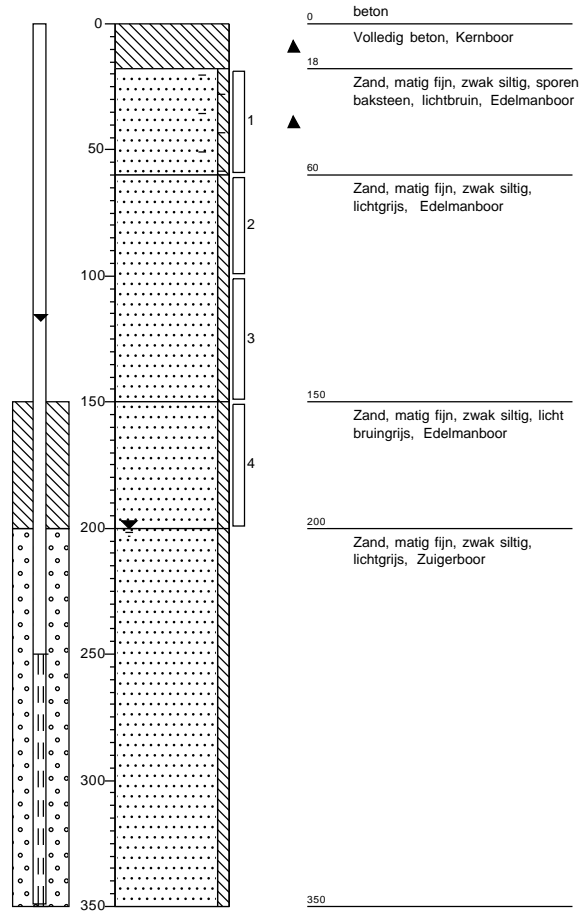 beton
0
Volledig beton, Kernboor
18
Zand, matig fijn, zwak siltig, sporen
baksteen, lichtbruin, Edelmanboor
60
Zand, matig fijn, zwak siltig,
lichtgrijs, Edelmanboor
150
Zand, matig fijn, zwak siltig, licht
bruingrijs, Edelmanboor
200
Zand, matig fijn, zwak siltig,
lichtgrijs, Zuigerboor
350
0
50
100
150
200
250
300
350
1
2
3
4